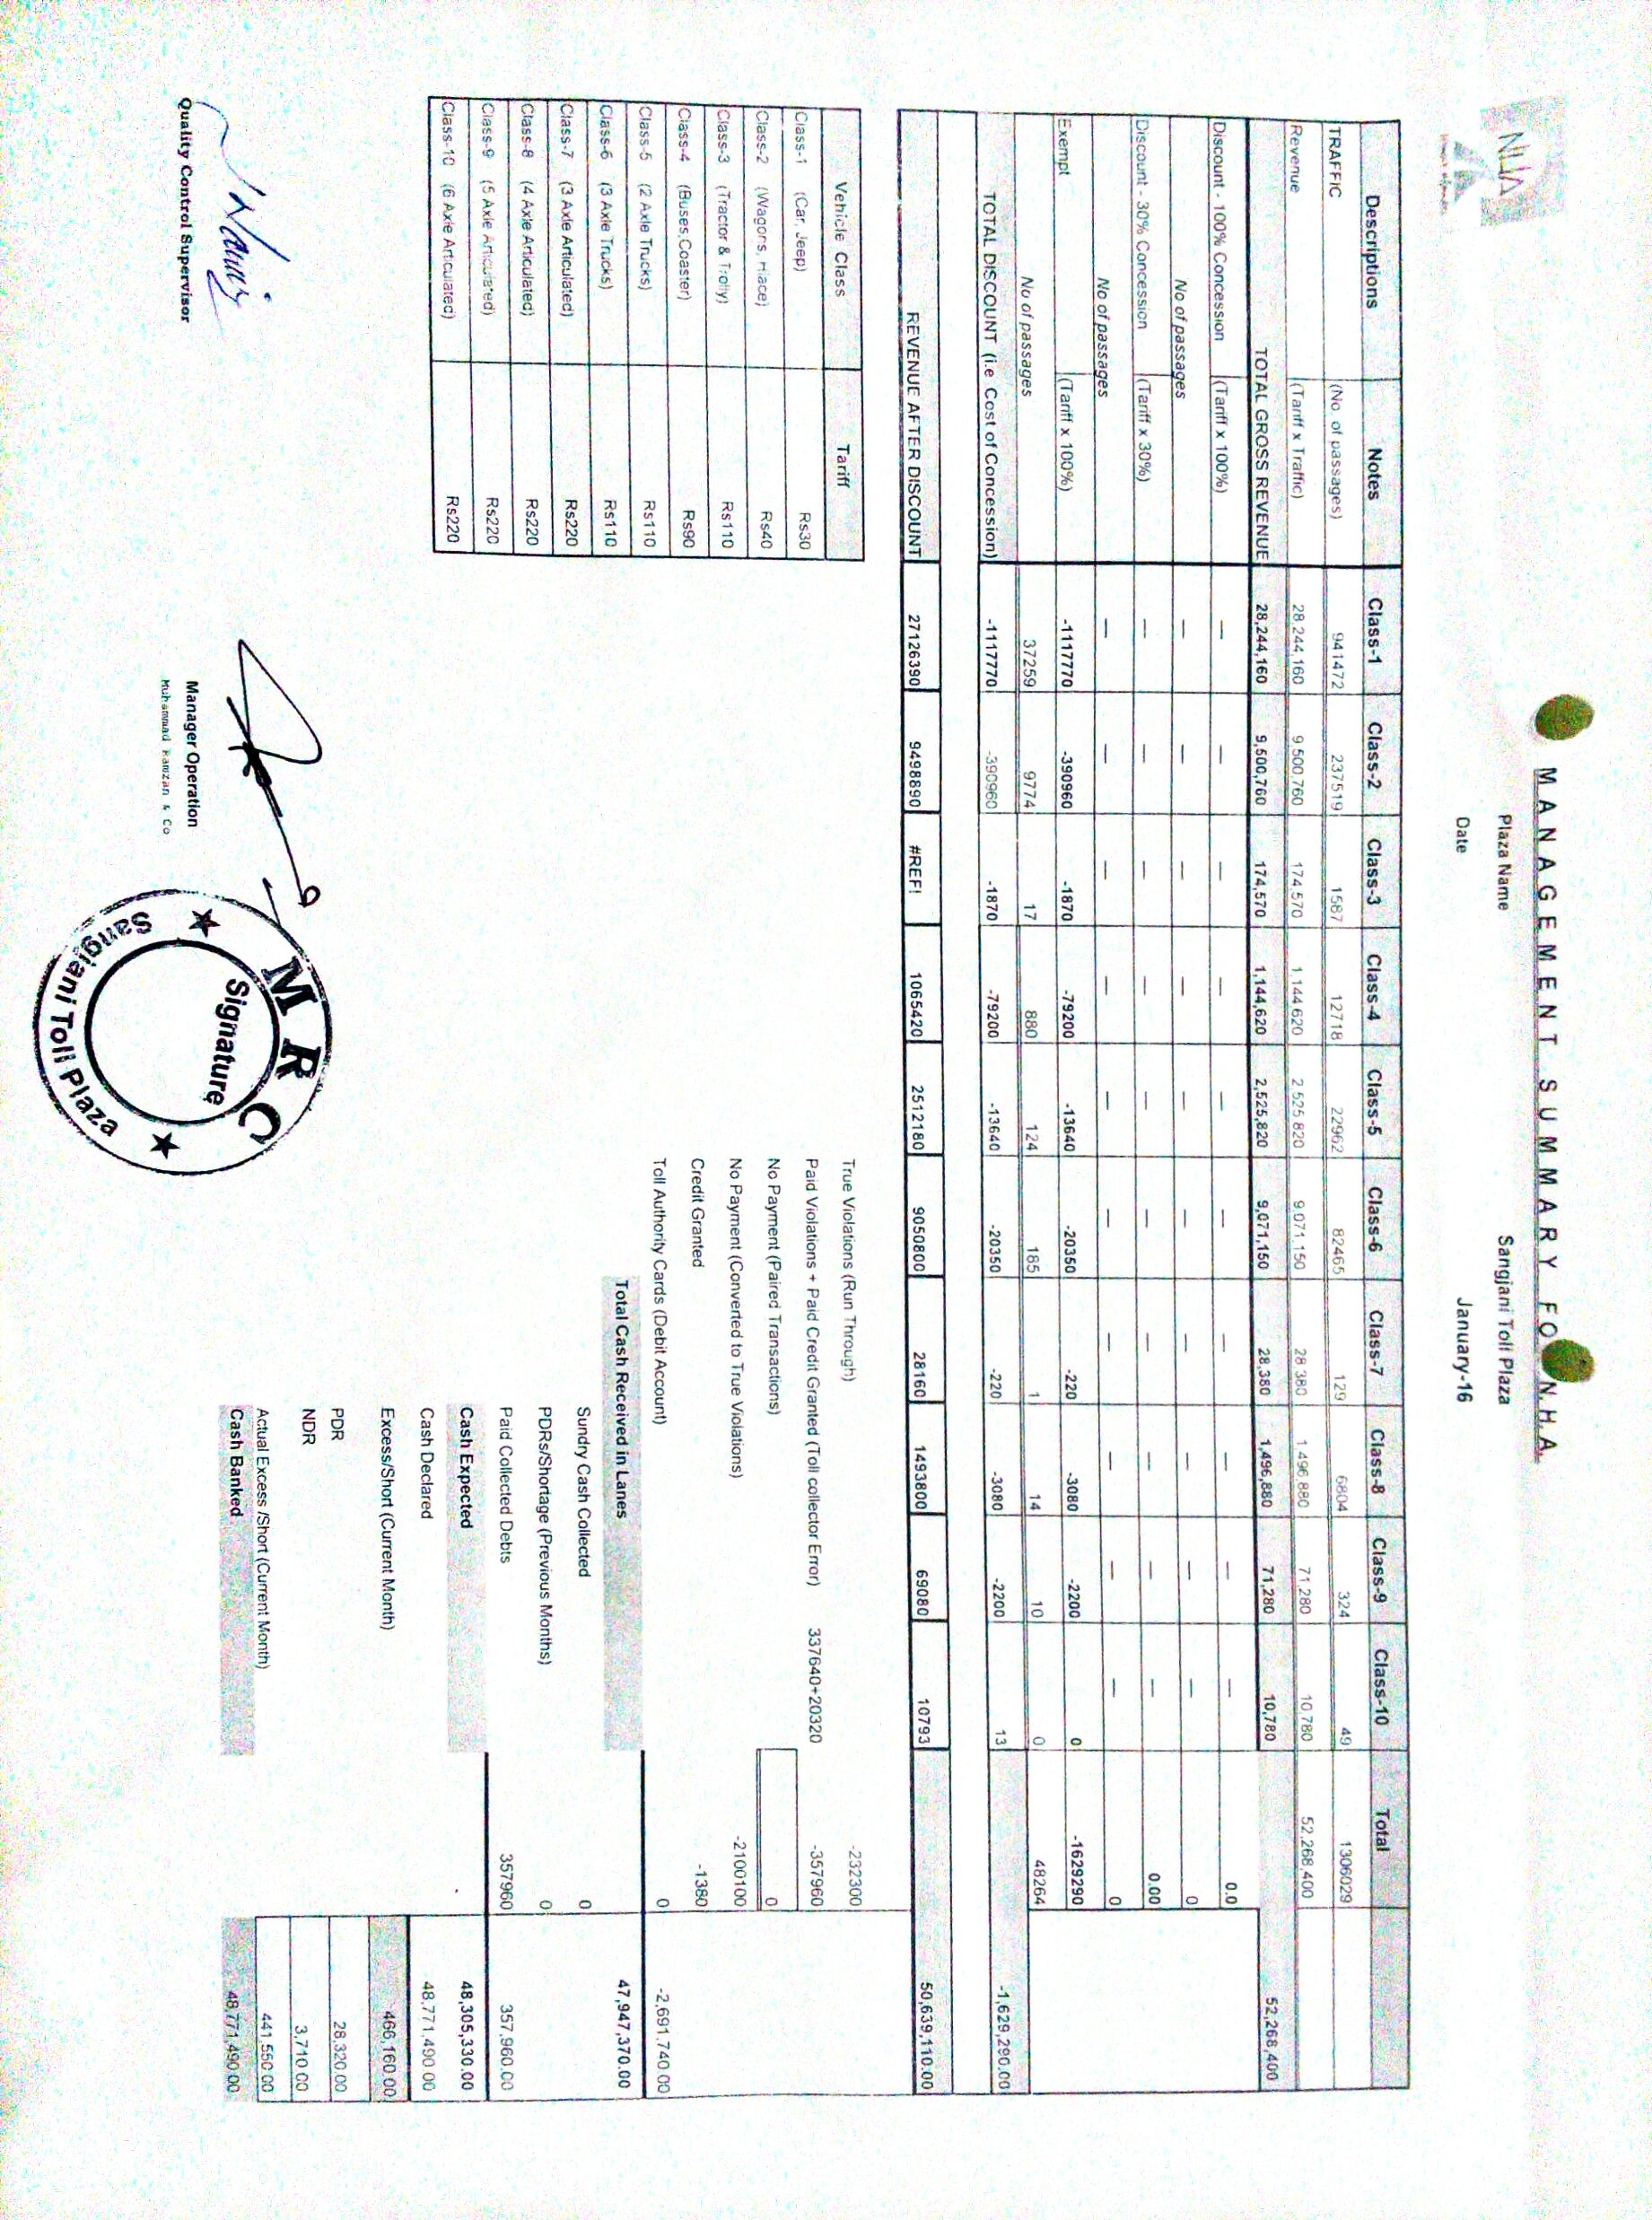 MANAGEMENT SUMMARY FO N.H.A.
NHA
Plaza Name Sangjani Toll Plaza
Date January-16
Descriptions Notes Class-1 Class-2 Class-3 Class-4 Class-5 Class-6 Class-7 Class-8 Class-9 Class-10 Total
TRAFFIC (No. of passages) 941472 237519 1587 12718 22962 82465 129 6804 324 49 1306029
Revenue (Tariff x Traffic) 28,244,160 9,500,760 174,570 1,144,620 2,525,820 9,071,150 28,380 1,496,880 71,280 10,780 52,268,400
TOTAL GROSS REVENUE 28,244,160 9,500,760 174,570 1,144,620 2,525,820 9,071,150 28,380 1,496,880 71,280 10,780 52,268,400
Discount - 100% Concession (Tariff x 100%) — — — — — — — — — — 0.0
No of passages — — — — — — — — — — 0
Discount - 30% Concession (Tariff x 30%) — — — — — — — — — — 0.00
No of passages — — — — — — — — — — 0
Exempt (Tariff x 100%) -1117770 -390960 -1870 -79200 -13640 -20350 -220 -3080 -2200 0 -1629290
No of passages 37259 9774 17 880 124 185 1 14 10 0 48264
TOTAL DISCOUNT (i.e Cost of Concession) -1117770 -390960 -1870 -79200 -13640 -20350 -220 -3080 -2200 13 -1,629,290.00
REVENUE AFTER DISCOUNT 27126390 9498890 #REF! 1065420 2512180 9050800 28160 1493800 69080 10793 50,639,110.00
Vehicle Class Tariff
Class-1 (Car, Jeep) Rs30
Class-2 (Wagons, Hiace) Rs40
Class-3 (Tractor & Trolly) Rs110
Class-4 (Buses,Coaster) Rs90
Class-5 (2 Axle Trucks) Rs110
Class-6 (3 Axle Trucks) Rs110
Class-7 (3 Axle Articulated) Rs220
Class-8 (4 Axle Articulated) Rs220
Class-9 (5 Axle Articulated) Rs220
Class-10 (6 Axle Articulated) Rs220
True Violations (Run Through) -232300
Paid Violations + Paid Credit Granted (Toll collector Error) 337640+20320 -357960
No Payment (Paired Transactions) 0
No Payment (Converted to True Violations) -2100100
Credit Granted -1380
Toll Authority Cards (Debit Account) 0 -2,691,740.00
Total Cash Received in Lanes 47,947,370.00
Sundry Cash Collected 0
PDRs/Shortage (Previous Months) 0
Paid Collected Debts 357960 357,960.00
Cash Expected 48,305,330.00
Cash Declared 48,771,490.00
Excess/Short (Current Month) 466,160.00
PDR 28,320.00
NDR 3,710.00
Actual Excess /Short (Current Month) 441,550.00
Cash Banked 48,771,490.00
Quality Control Supervisor
Manager Operation
Muhammad Ramzan & Co
MRC
Signature
Sangjani Toll Plaza